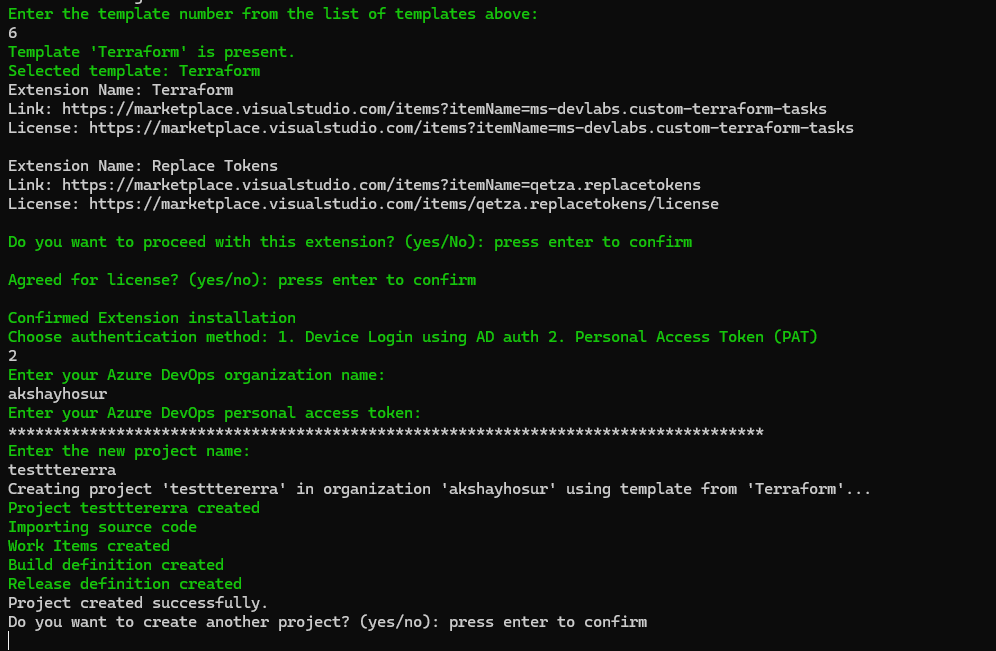 Enter the template number from the list of templates above:
6
Template 'Terraform' is present.
Selected template: Terraform
Extension Name: Terraform
Link: https://marketplace.visualstudio.com/items?itemName=ms-devlabs.custom-terraform-tasks
License: https://marketplace.visualstudio.com/items?itemName=ms-devlabs.custom-terraform-tasks
Extension Name: Replace Tokens
Link: https://marketplace.visualstudio.com/items?itemName=qetza.replacetokens
License: https://marketplace.visualstudio.com/items/qetza.replacetokens/license
Do you want to proceed with this extension? (yes/No): press enter to confirm
Agreed for license? (yes/no): press enter to confirm
Confirmed Extension installation
Choose authentication method: 1. Device Login using AD auth 2. Personal Access Token (PAT)
2
Enter your Azure DevOps organization name:
akshayhosur
Enter your Azure DevOps personal access token:
************************************************************************************
Enter the new project name:
testttererra
Creating project 'testttererra' in organization 'akshayhosur' using template from 'Terraform'...
Project testttererra created
Importing source code
Work Items created
Build definition created
Release definition created
Project created successfully.
Do you want to create another project? (yes/no): press enter to confirm